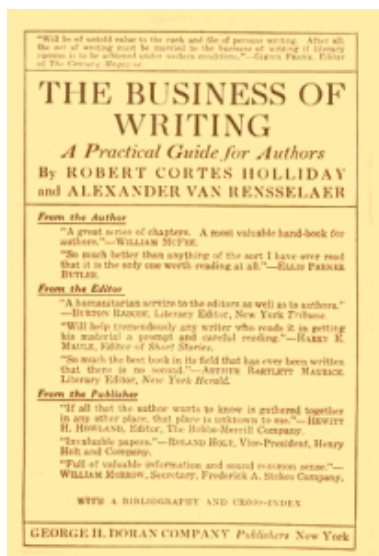 "Will be of untold value to the rank and file of persons writing. After all,
the act of writing must be married to the business of writing if literary
success is to be achieved under modern conditions."—GLENN FRANK, Editor
of The Century Magazine.
THE BUSINESS OF
WRITING
A Practical Guide for Authors
By ROBERT CORTES HOLLIDAY
and ALEXANDER VAN RENSSELAER
From the Author
"A great series of chapters. A most valuable hand-book for
authors."—WILLIAM MCFEE.
"So much better than anything of the sort I have ever read
that it is the only one worth reading at all."—ELLIS PARKER
BUTLER.
From the Editor
"A humanitarian service to the editors as well as to authors."
—BURTON RASCOE, Literary Editor, New York Tribune.
"Will help tremendously any writer who reads it in getting
his material a prompt and careful reading."—HARRY E.
MAULE, Editor of Short Stories.
"So much the best book in its field that has ever been written
that there is no second."—ARTHUR BARTLETT MAURICE,
Literary Editor, New York Herald.
From the Publisher
"If all that the author wants to know is gathered together
in any other place, that place is unknown to me."—HEWITT
H. HOWLAND, Editor, The Bobbs-Merrill Company.
"Invaluable papers."—ROLAND HOLT, Vice-President, Henry
Holt and Company.
"Full of valuable information and sound common sense."—
WILLIAM MORROW, Secretary, Frederick A. Stokes Company.
WITH A BIBLIOGRAPHY AND CROSS-INDEX
GEORGE H. DORAN COMPANY Publishers New York